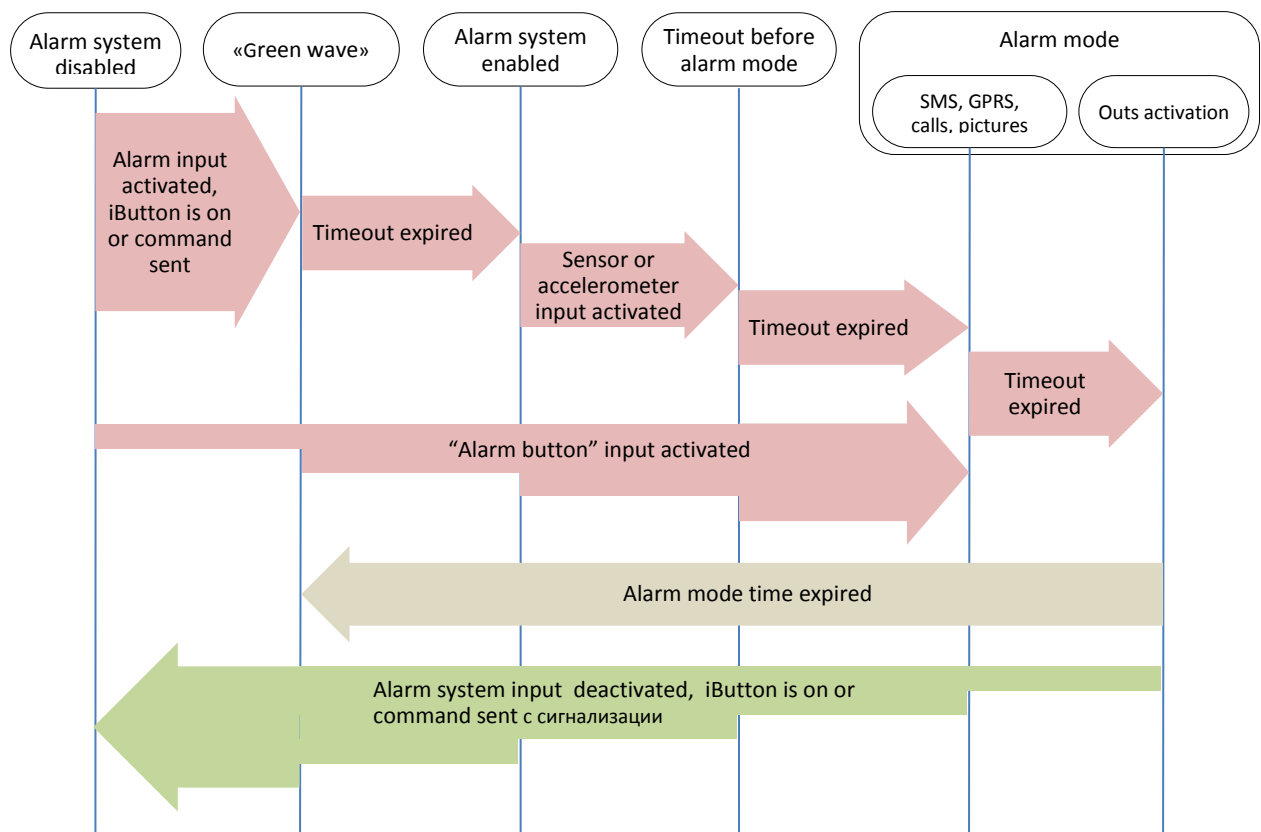 Alarm system
disabled
«Green wave»
Alarm system
enabled
Timeout before
alarm mode
Alarm mode
SMS, GPRS,
calls, pictures
Outs activation
Alarm input
activated,
iButton is on
or command
sent
Timeout expired
Sensor or
accelerometer
input activated
Timeout expired
Timeout
expired
“Alarm button” input activated
Alarm mode time expired
Alarm system input deactivated, iButton is on or
command sent с сигнализации